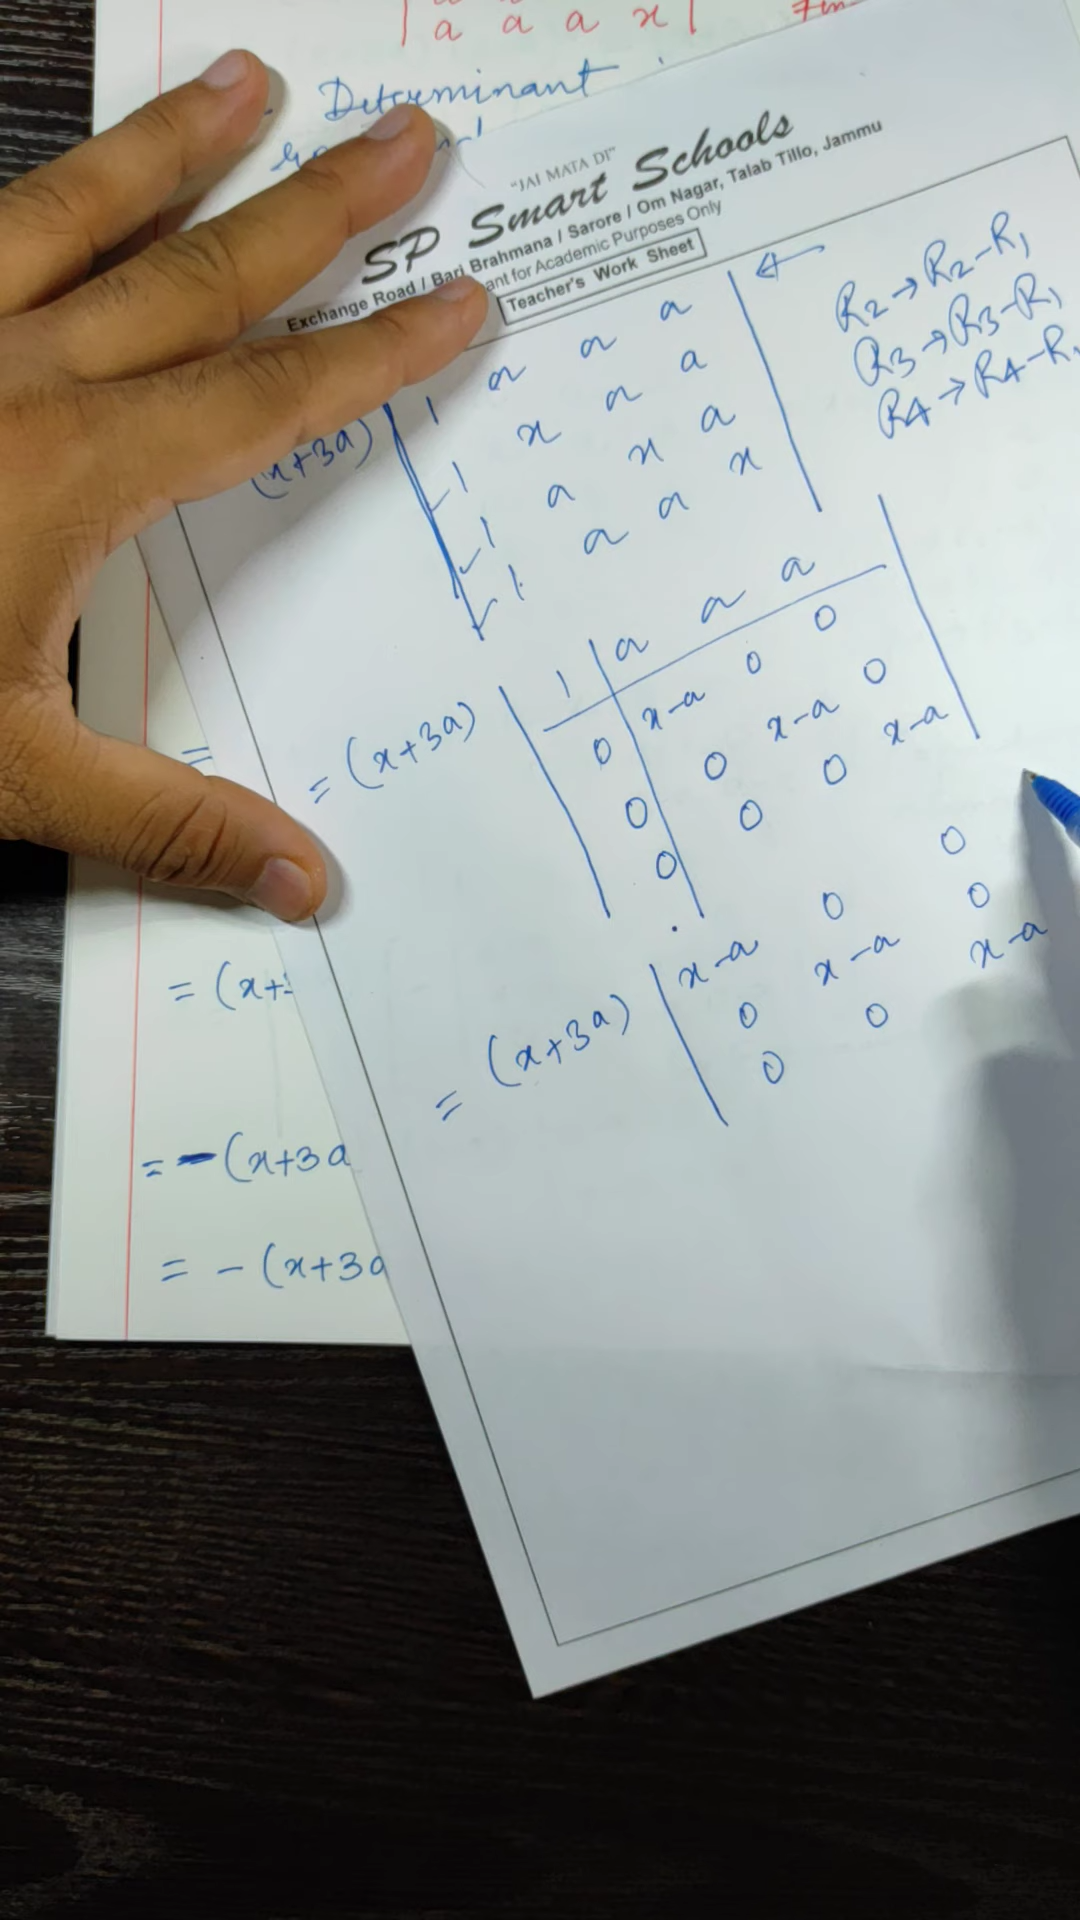 a a a x
Determinant
"JAI MATA DI"
SP Smart Schools
Exchange Road / Bari Brahmana / Sarore / Om Nagar, Talab Tillo, Jammu
ant for Academic Purposes Only
Teacher's Work Sheet
1 a a a
(x+3a) 1 x a a
1 a x a
1 a a x
R2→R2-R1
R3→R3-R1
R4→R4-R1
1 a a a
= (x+3a) 0 x-a 0 0
0 0 x-a 0
0 0 0 x-a
x-a 0 0
= (x+3a) 0 x-a 0
0 0 x-a
=
= (x+
= -(x+3a
= - (x+3a